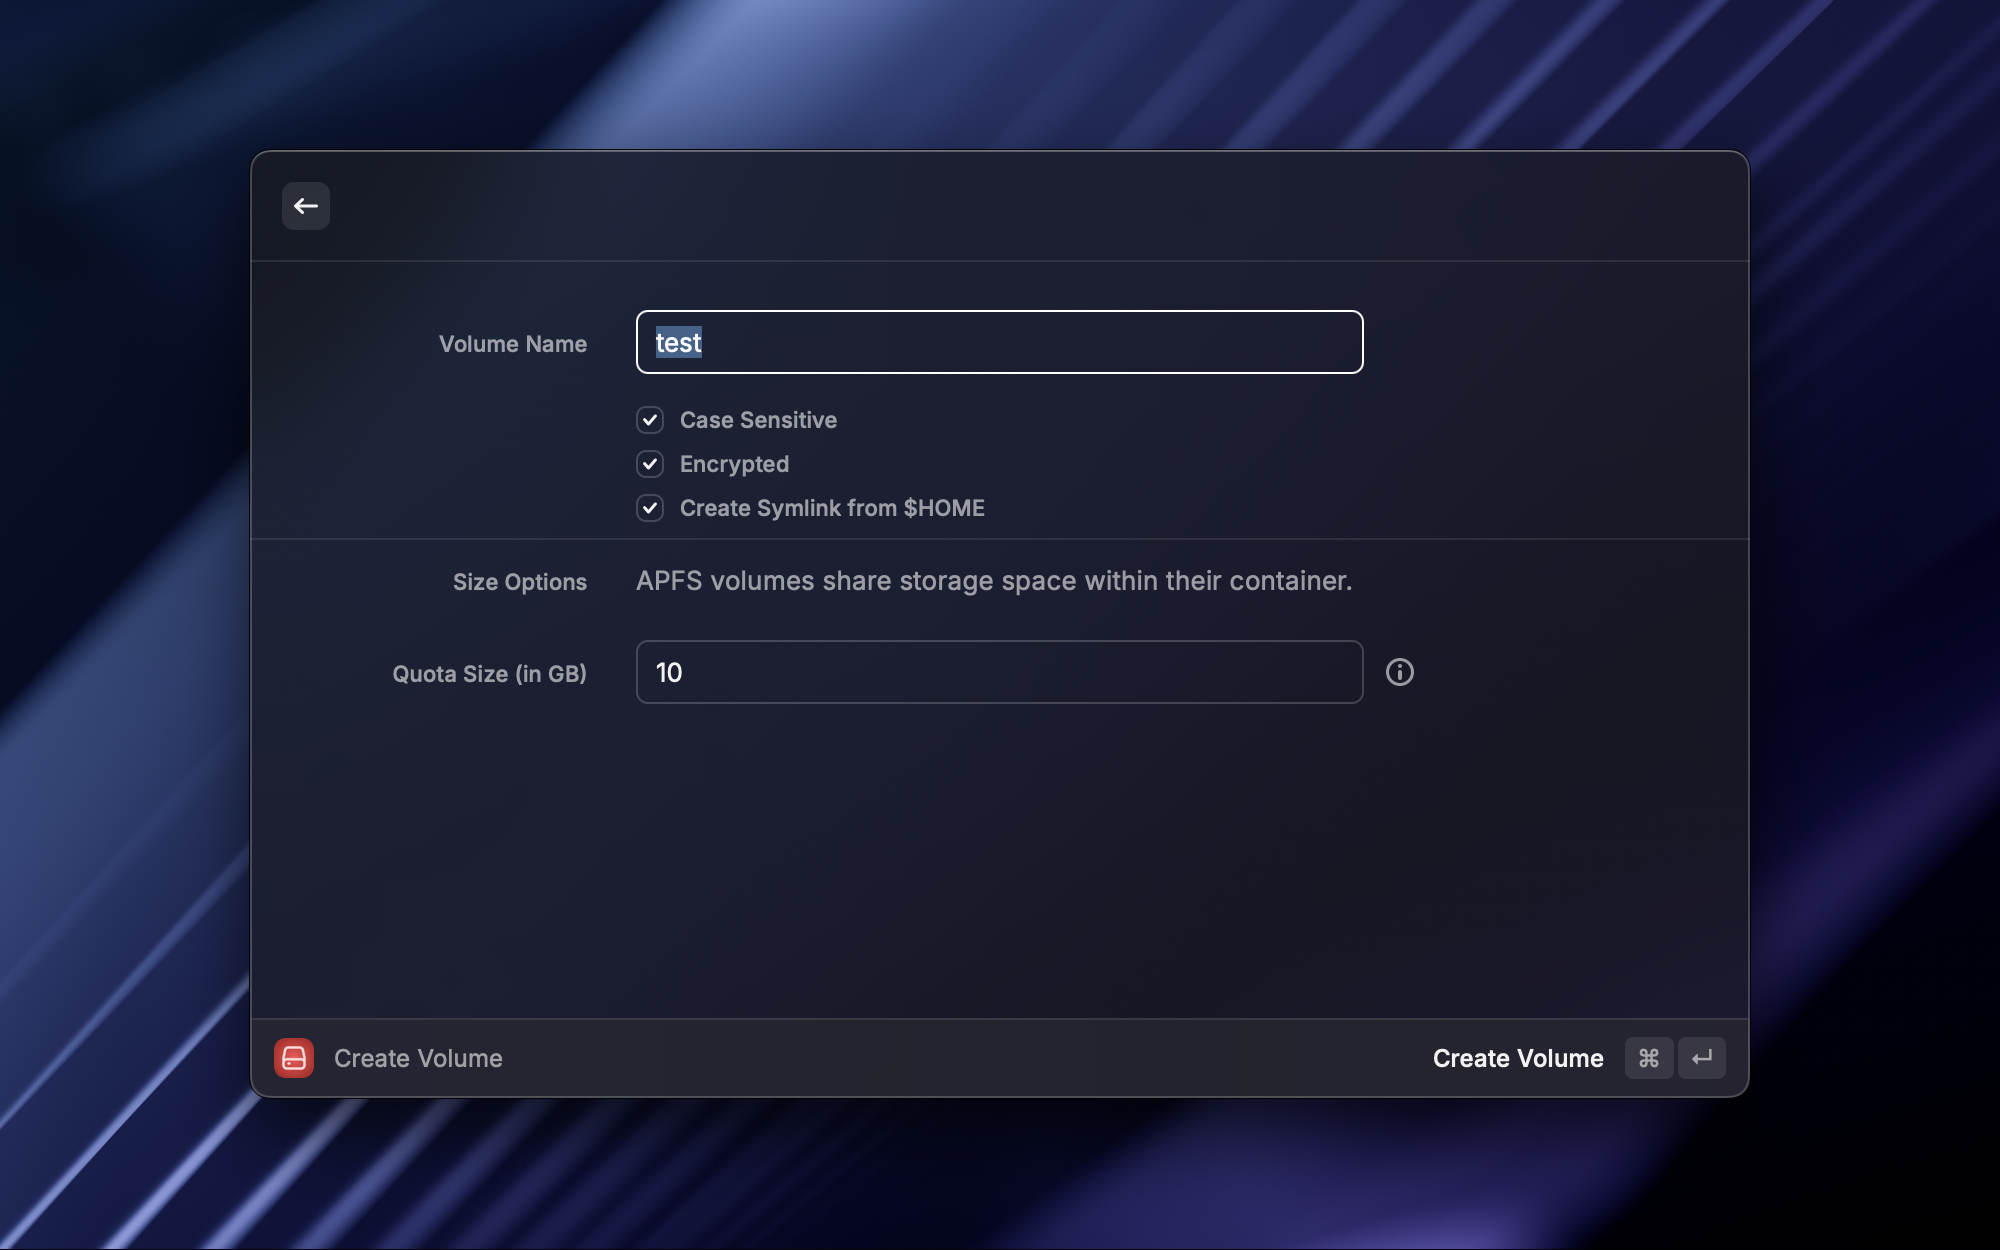 Volume Name
test
Case Sensitive
Encrypted
Create Symlink from $HOME
Size Options
APFS volumes share storage space within their container.
Quota Size (in GB)
10
Create Volume
Create Volume ⌘ ↵